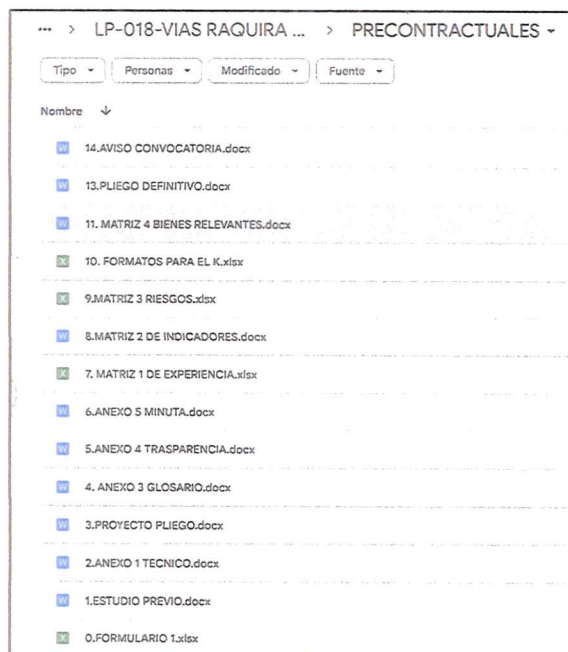 ... > LP-018-VIAS RAQUIRA ... > PRECONTRACTUALES
Tipo Personas Modificado Fuente
Nombre ↓
14.AVISO CONVOCATORIA.docx
13.PLIEGO DEFINITIVO.docx
11. MATRIZ 4 BIENES RELEVANTES.docx
10. FORMATOS PARA EL K.xlsx
9.MATRIZ 3 RIESGOS.xlsx
8.MATRIZ 2 DE INDICADORES.docx
7. MATRIZ 1 DE EXPERIENCIA.xlsx
6.ANEXO 5 MINUTA.docx
5.ANEXO 4 TRASPARENCIA.docx
4. ANEXO 3 GLOSARIO.docx
3.PROYECTO PLIEGO.docx
2.ANEXO 1 TECNICO.docx
1.ESTUDIO PREVIO.docx
0.FORMULARIO 1.xlsx